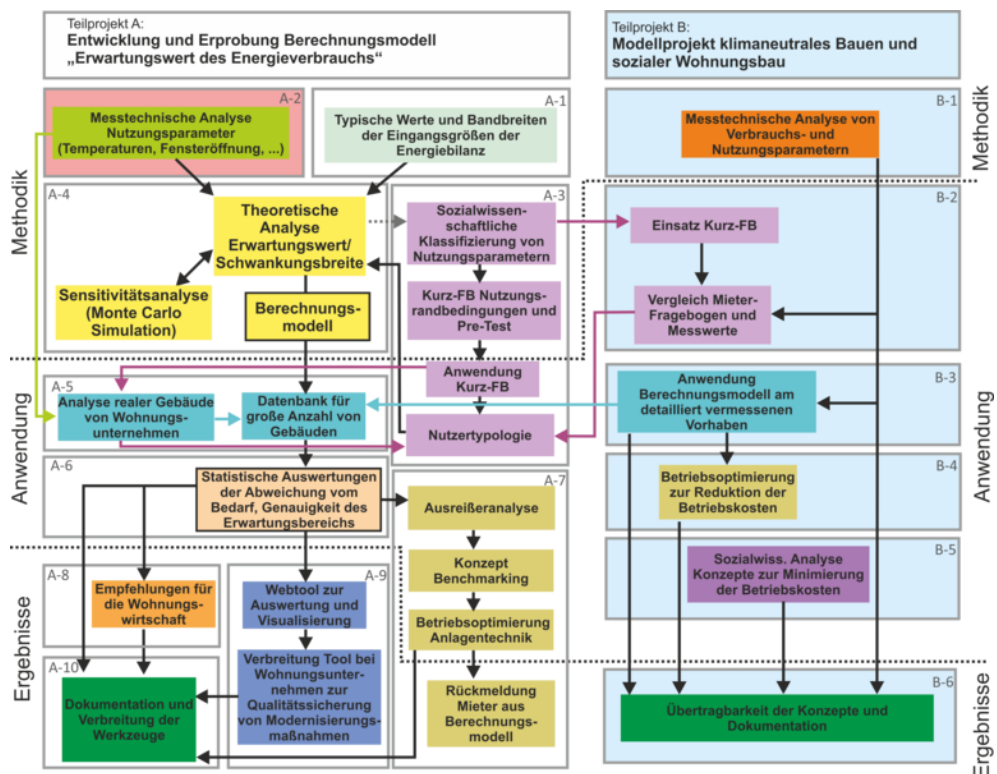 Teilprojekt A:
Entwicklung und Erprobung Berechnungsmodell
„Erwartungswert des Energieverbrauchs“
Teilprojekt B:
Modellprojekt klimaneutrales Bauen und
sozialer Wohnungsbau
Methodik
A-2
Messtechnische Analyse
Nutzungsparameter
(Temperaturen, Fensteröffnung, ...)
A-1
Typische Werte und Bandbreiten
der Eingangsgrößen der
Energiebilanz
B-1
Messtechnische Analyse von
Verbrauchs- und
Nutzungsparametern
Methodik
A-4
Theoretische
Analyse
Erwartungswert/
Schwankungsbreite
Sensitivitätsanalyse
(Monte Carlo
Simulation)
Berechnungs-
modell
A-3
Sozialwissen-
schaftliche
Klassifizierung von
Nutzungsparametern
Kurz-FB Nutzungs-
randbedingungen und
Pre-Test
Anwendung
Kurz-FB
Nutzertypologie
B-2
Einsatz Kurz-FB
Vergleich Mieter-
Fragebogen und
Messwerte
Anwendung
A-5
Analyse realer Gebäude
von Wohnungs-
unternehmen
Datenbank für
große Anzahl von
Gebäuden
B-3
Anwendung
Berechnungsmodell am
detailliert vermessenen
Vorhaben
Anwendung
A-6
Statistische Auswertungen
der Abweichung vom
Bedarf, Genauigkeit des
Erwartungsbereichs
A-7
Ausreißeranalyse
Konzept
Benchmarking
Betriebsoptimierung
Anlagentechnik
Rückmeldung
Mieter aus
Berechnungs-
modell
B-4
Betriebsoptimierung
zur Reduktion der
Betriebskosten
B-5
Sozialwiss. Analyse
Konzepte zur Minimierung
der Betriebskosten
Ergebnisse
A-8
Empfehlungen für
die Wohnungs-
wirtschaft
A-9
Webtool zur
Auswertung und
Visualisierung
Verbreitung Tool bei
Wohnungsunter-
nehmen zur
Qualitätssicherung
von Modernisierungs-
maßnahmen
A-10
Dokumentation und
Verbreitung der
Werkzeuge
B-6
Übertragbarkeit der Konzepte und
Dokumentation
Ergebnisse